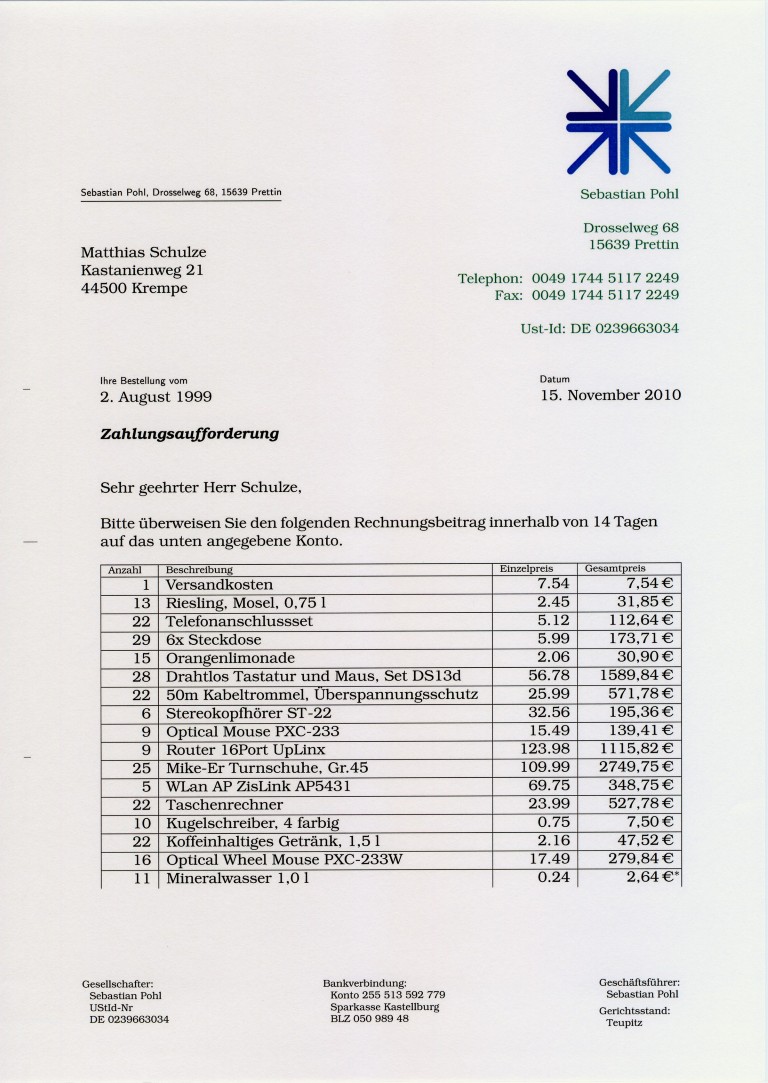 Sebastian Pohl
Sebastian Pohl, Drosselweg 68, 15639 Prettin
Drosselweg 68
15639 Prettin
Matthias Schulze
Kastanienweg 21
44500 Krempe
Telephon: 0049 1744 5117 2249
Fax: 0049 1744 5117 2249
Ust-Id: DE 0239663034
Ihre Bestellung vom
2. August 1999
Datum
15. November 2010
Zahlungsaufforderung
Sehr geehrter Herr Schulze,
Bitte überweisen Sie den folgenden Rechnungsbeitrag innerhalb von 14 Tagen
auf das unten angegebene Konto.
Anzahl Beschreibung Einzelpreis Gesamtpreis
1 Versandkosten 7.54 7,54 €
13 Riesling, Mosel, 0,75 l 2.45 31,85 €
22 Telefonanschlussset 5.12 112,64 €
29 6x Steckdose 5.99 173,71 €
15 Orangenlimonade 2.06 30,90 €
28 Drahtlos Tastatur und Maus, Set DS13d 56.78 1589,84 €
22 50m Kabeltrommel, Überspannungsschutz 25.99 571,78 €
6 Stereokopfhörer ST-22 32.56 195,36 €
9 Optical Mouse PXC-233 15.49 139,41 €
9 Router 16Port UpLinx 123.98 1115,82 €
25 Mike-Er Turnschuhe, Gr.45 109.99 2749,75 €
5 WLan AP ZisLink AP5431 69.75 348,75 €
22 Taschenrechner 23.99 527,78 €
10 Kugelschreiber, 4 farbig 0.75 7,50 €
22 Koffeinhaltiges Getränk, 1,5 l 2.16 47,52 €
16 Optical Wheel Mouse PXC-233W 17.49 279,84 €
11 Mineralwasser 1,0 l 0.24 2,64 €*
Gesellschafter:
Sebastian Pohl
UStId-Nr
DE 0239663034
Bankverbindung:
Konto 255 513 592 779
Sparkasse Kastellburg
BLZ 050 989 48
Geschäftsführer:
Sebastian Pohl
Gerichtsstand:
Teupitz